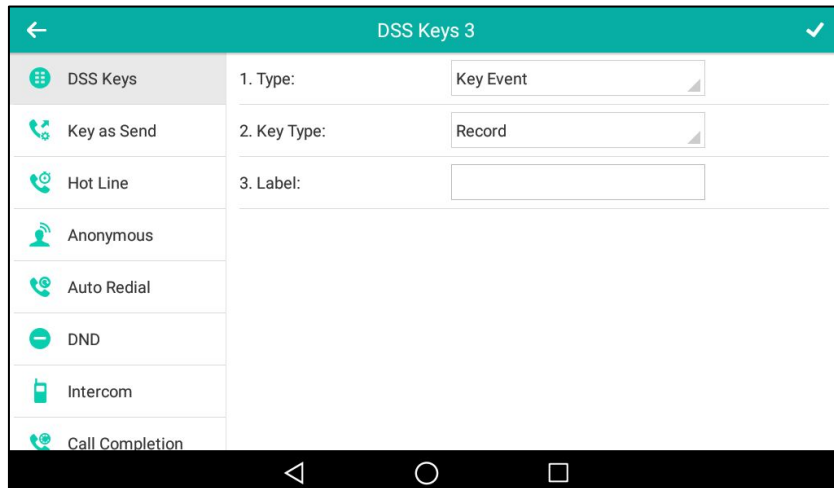 DSS Keys 3
DSS Keys
Key as Send
Hot Line
Anonymous
Auto Redial
DND
Intercom
Call Completion
1. Type: Key Event
2. Key Type: Record
3. Label: